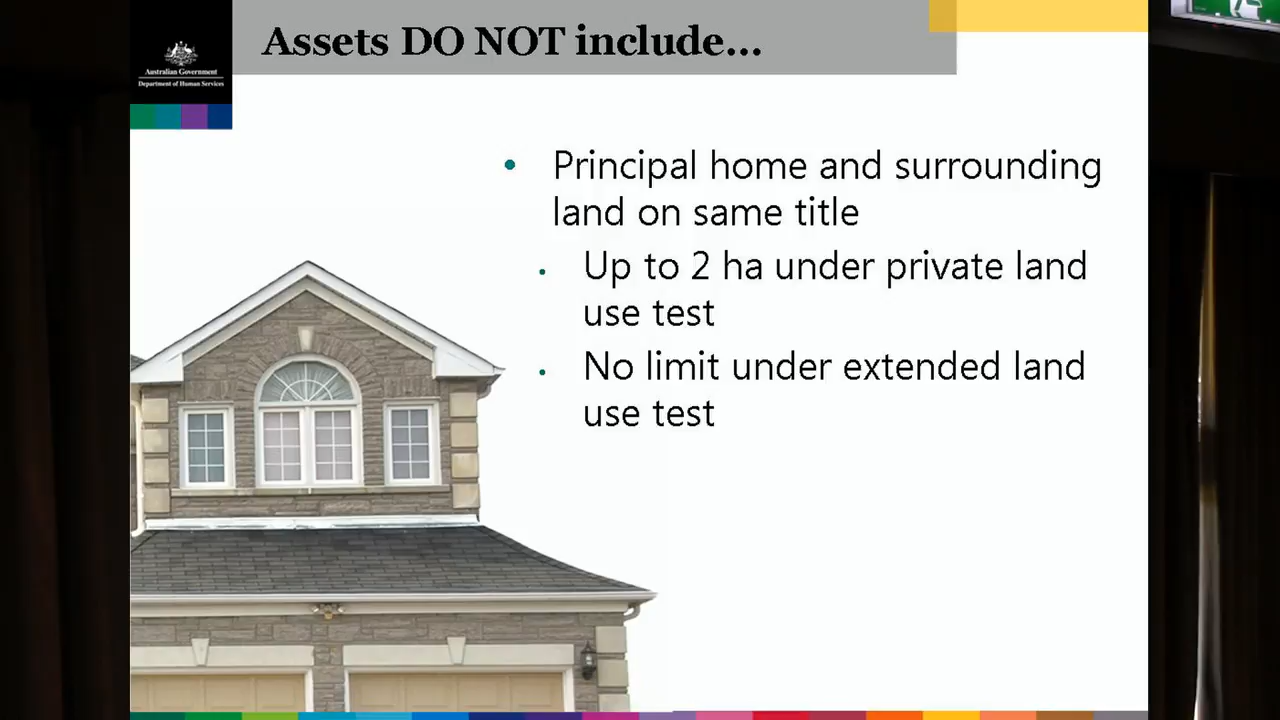 Assets DO NOT include...
Australian Government
Department of Human Services
• Principal home and surrounding
land on same title
• Up to 2 ha under private land
use test
• No limit under extended land
use test